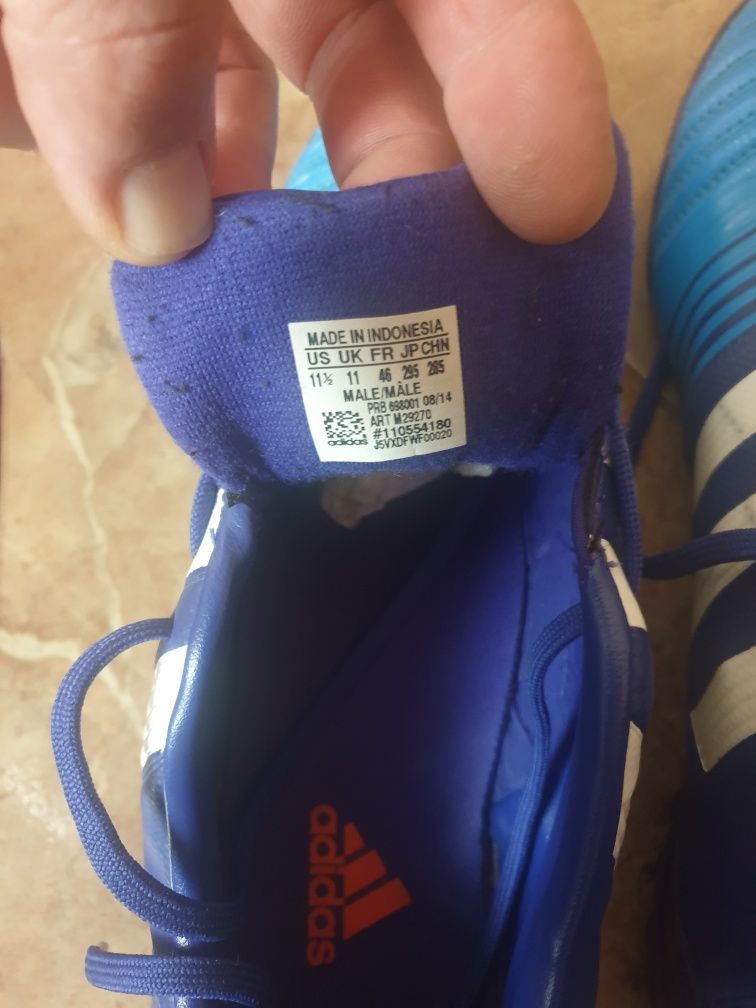 MADE IN INDONESIA
US UK FR JP CHN
11½ 11 46 295 285
MALE/MÂLE
PRB 698001 08/14
ART M29270
#110554180
adidas J5VXDFWF00020
adidas